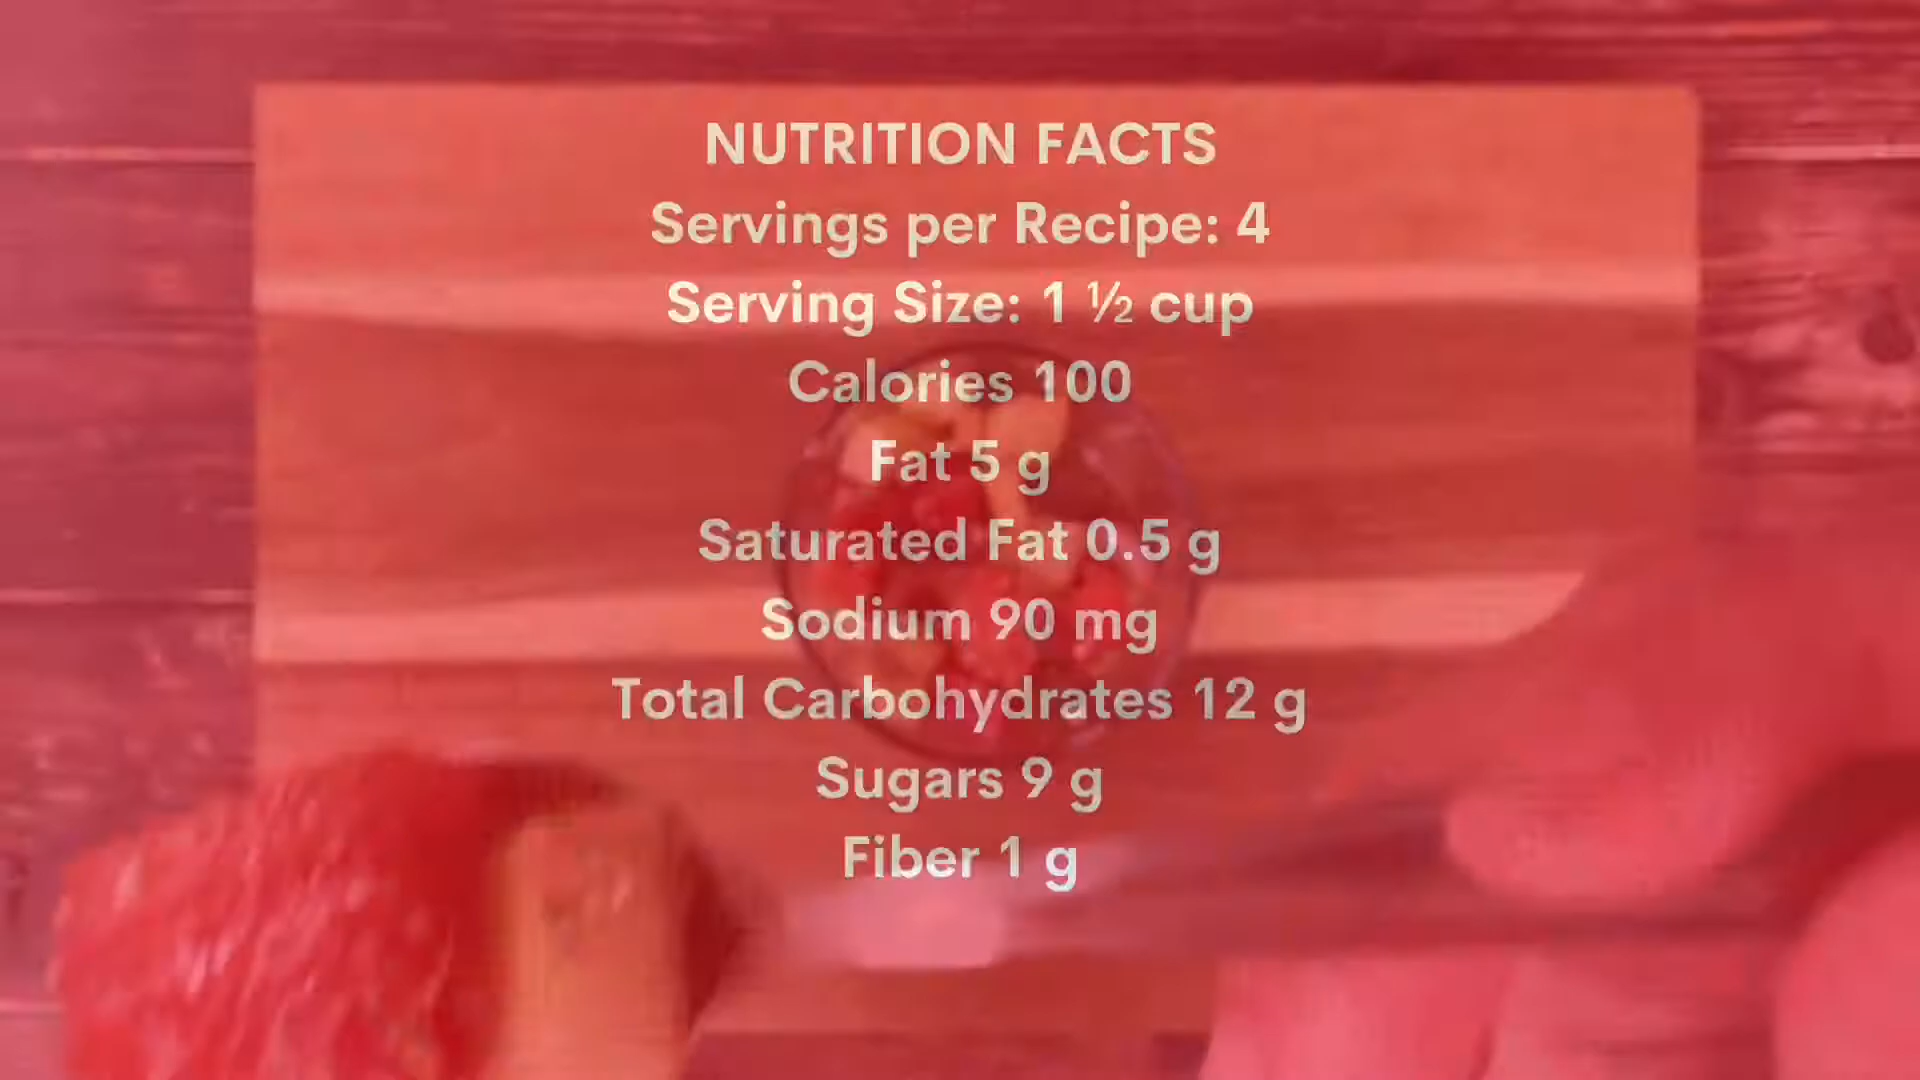 NUTRITION FACTS
Servings per Recipe: 4
Serving Size: 1 ½ cup
Calories 100
Fat 5 g
Saturated Fat 0.5 g
Sodium 90 mg
Total Carbohydrates 12 g
Sugars 9 g
Fiber 1 g